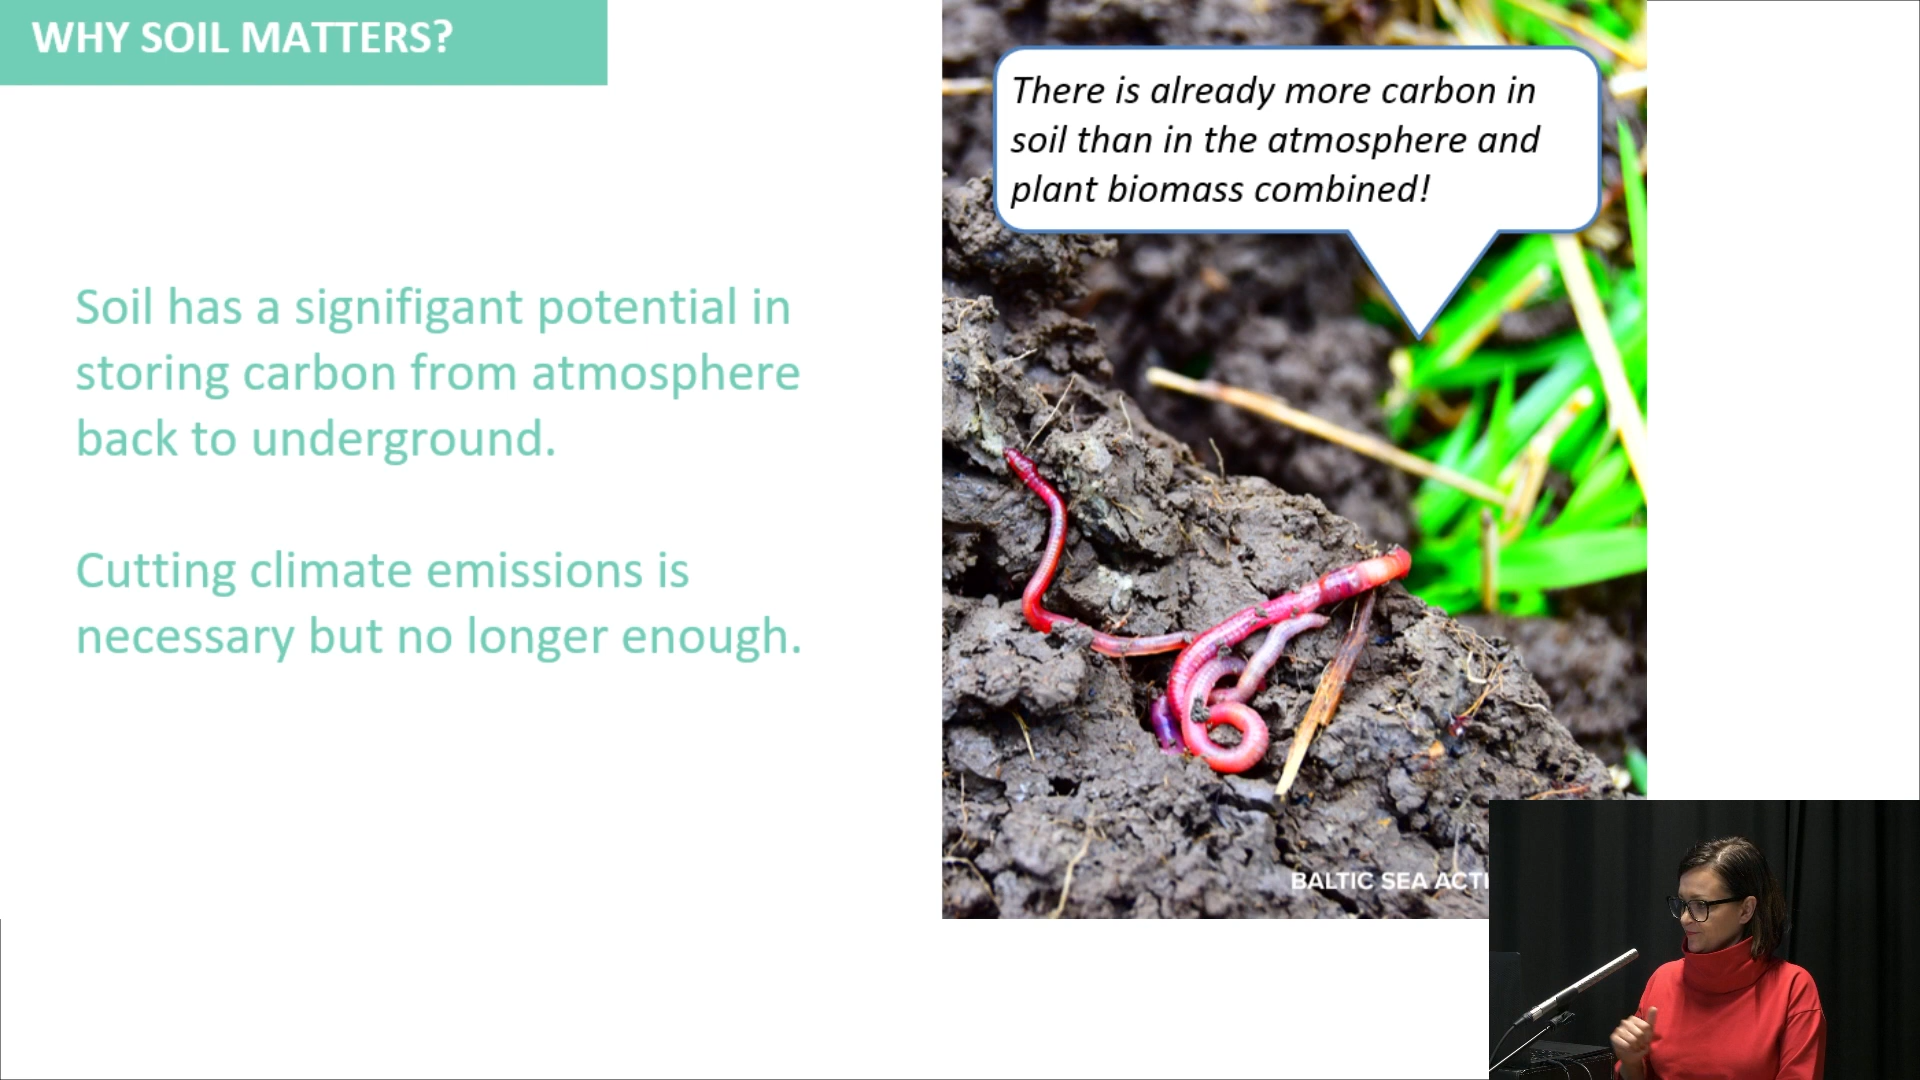 WHY SOIL MATTERS?
There is already more carbon in
soil than in the atmosphere and
plant biomass combined!
Soil has a signifigant potential in
storing carbon from atmosphere
back to underground.
Cutting climate emissions is
necessary but no longer enough.
BALTIC SEA ACTI